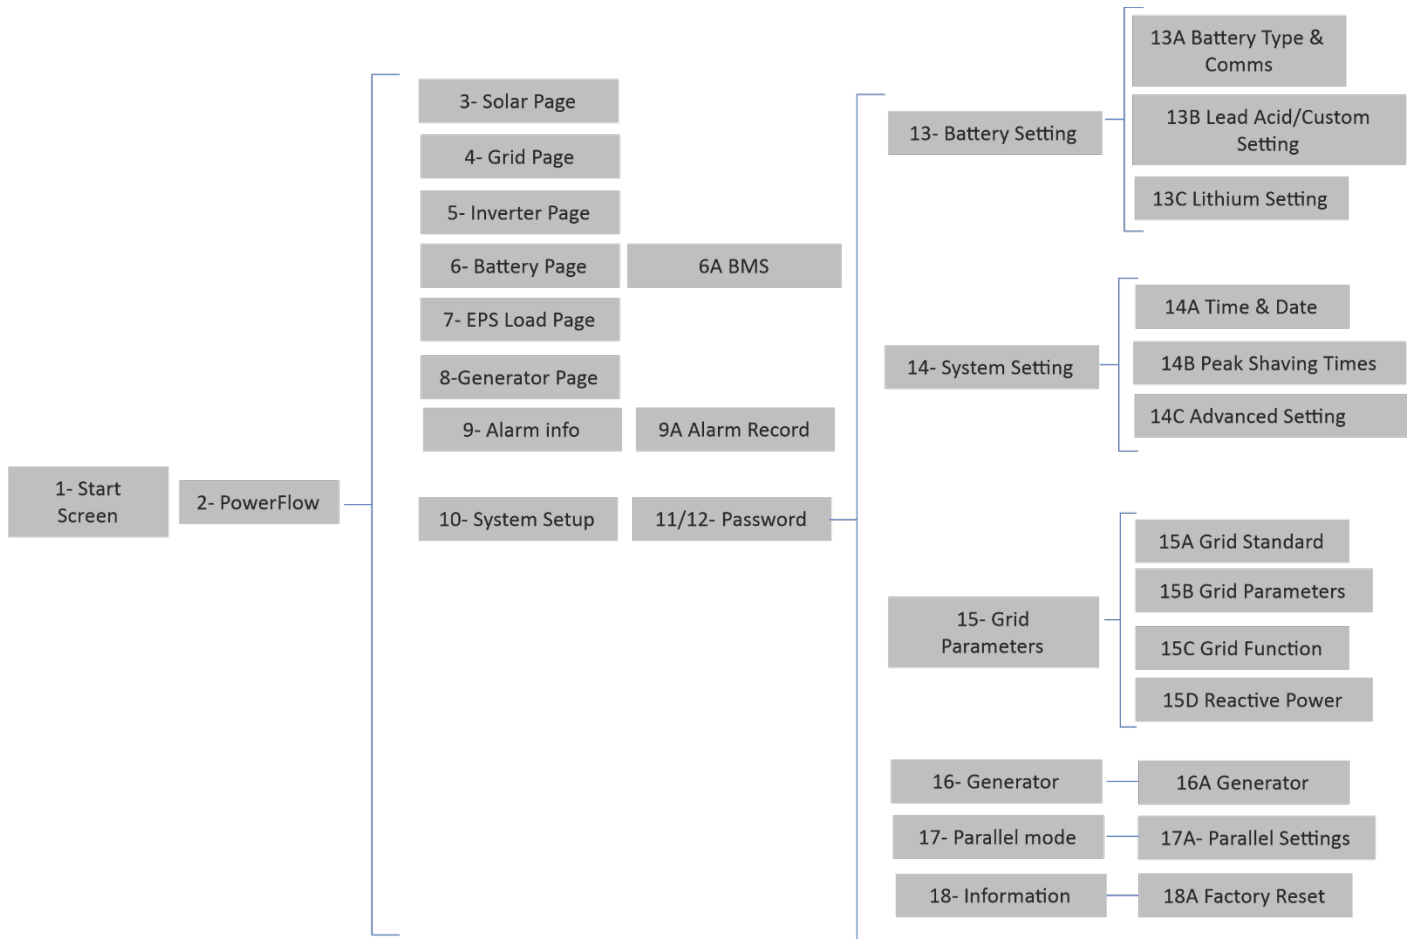 1- Start
Screen
2- PowerFlow
3- Solar Page
4- Grid Page
5- Inverter Page
6- Battery Page
6A BMS
7- EPS Load Page
8-Generator Page
9- Alarm info
9A Alarm Record
10- System Setup
11/12- Password
13- Battery Setting
13A Battery Type &
Comms
13B Lead Acid/Custom
Setting
13C Lithium Setting
14- System Setting
14A Time & Date
14B Peak Shaving Times
14C Advanced Setting
15- Grid
Parameters
15A Grid Standard
15B Grid Parameters
15C Grid Function
15D Reactive Power
16- Generator
16A Generator
17- Parallel mode
17A- Parallel Settings
18- Information
18A Factory Reset